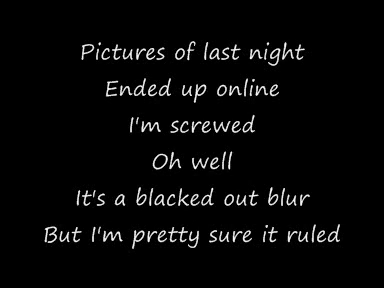 Pictures of last night
Ended up online
I'm screwed
Oh well
It's a blacked out blur
But I'm pretty sure it ruled